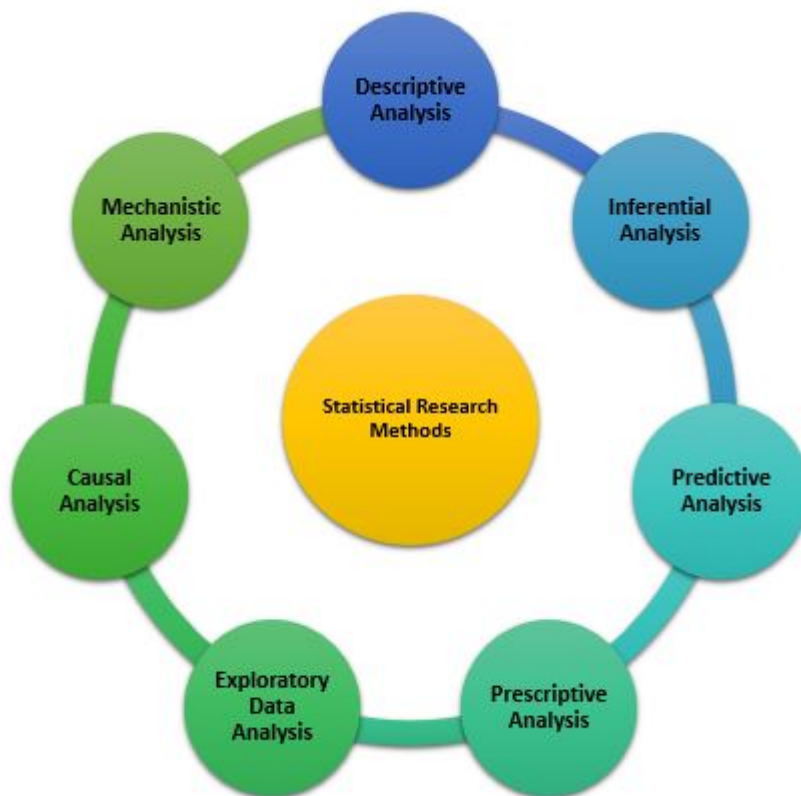 Descriptive
Analysis
Inferential
Analysis
Predictive
Analysis
Prescriptive
Analysis
Exploratory
Data
Analysis
Causal
Analysis
Mechanistic
Analysis
Statistical Research
Methods